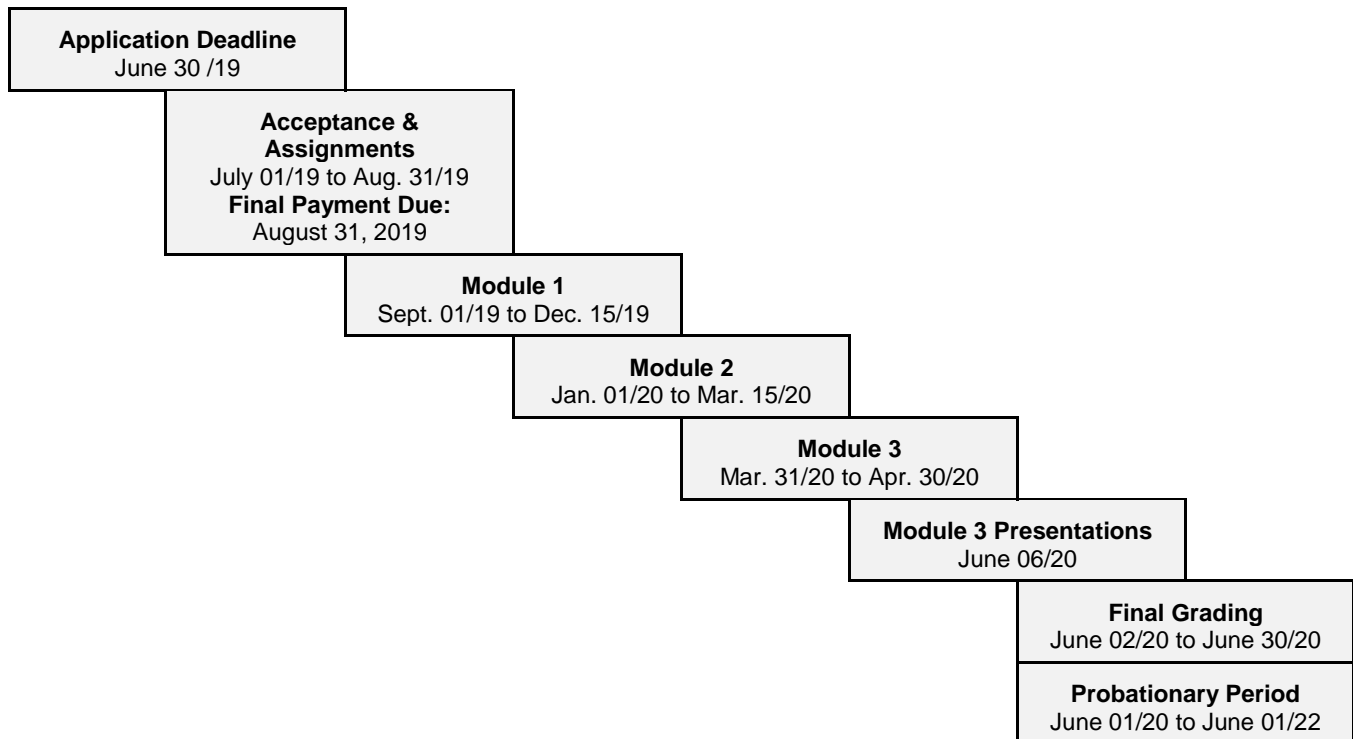 Application Deadline
June 30 /19
Acceptance &
Assignments
July 01/19 to Aug. 31/19
Final Payment Due:
August 31, 2019
Module 1
Sept. 01/19 to Dec. 15/19
Module 2
Jan. 01/20 to Mar. 15/20
Module 3
Mar. 31/20 to Apr. 30/20
Module 3 Presentations
June 06/20
Final Grading
June 02/20 to June 30/20
Probationary Period
June 01/20 to June 01/22